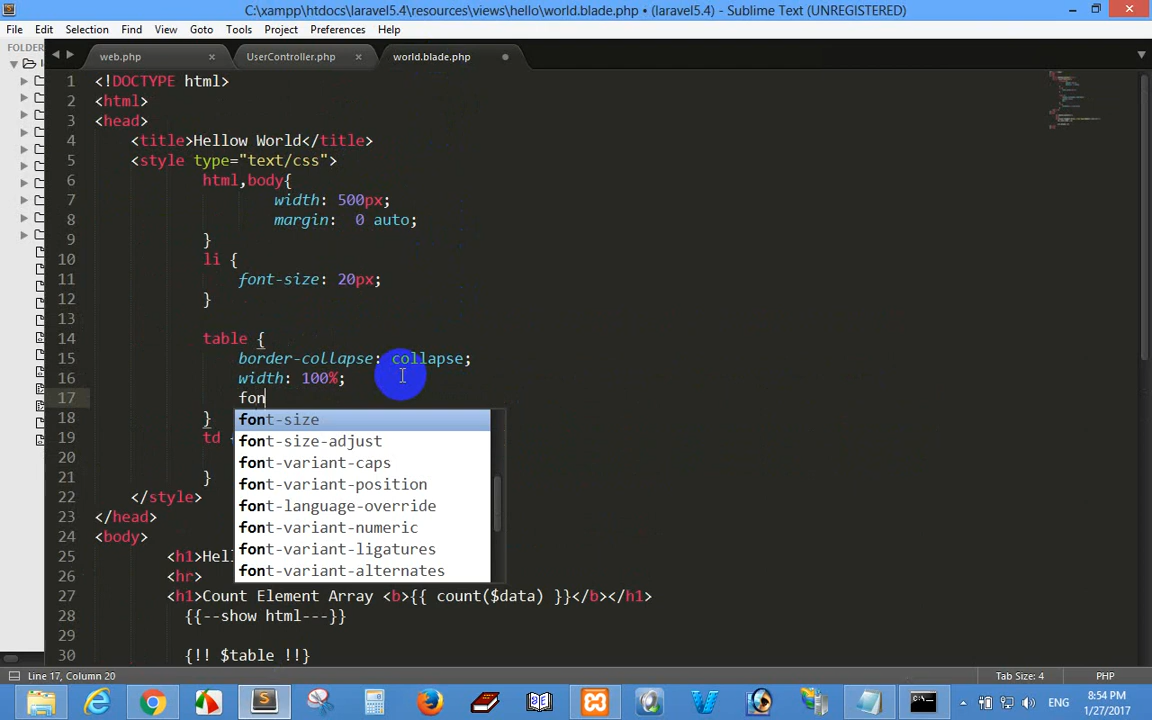 C:\xampp\htdocs\laravel5.4\resources\views\hello\world.blade.php • (laravel5.4) - Sublime Text (UNREGISTERED)
File Edit Selection Find View Goto Tools Project Preferences Help
FOLDER
web.php × UserController.php × world.blade.php
la
1 <!DOCTYPE html>
2 <html>
3 <head>
4 <title>Hellow World</title>
5 <style type="text/css">
6 html,body{
7 width: 500px;
8 margin: 0 auto;
9 }
10 li {
11 font-size: 20px;
12 }
13
14 table {
15 border-collapse: collapse;
16 width: 100%;
17 fon
18 }
font-size
19 td
font-size-adjust
20
font-variant-caps
21 }
font-variant-position
22 </style>
font-language-override
23 </head>
font-variant-numeric
24 <body>
font-variant-ligatures
25 <h1>Hel
font-variant-alternates
26 <hr>
27 <h1>Count Element Array <b>{{ count($data) }}</b></h1>
28 {{--show html---}}
29
30 {!! $table !!}
Line 17, Column 20 Tab Size: 4 PHP
ENG 8:54 PM
1/27/2017